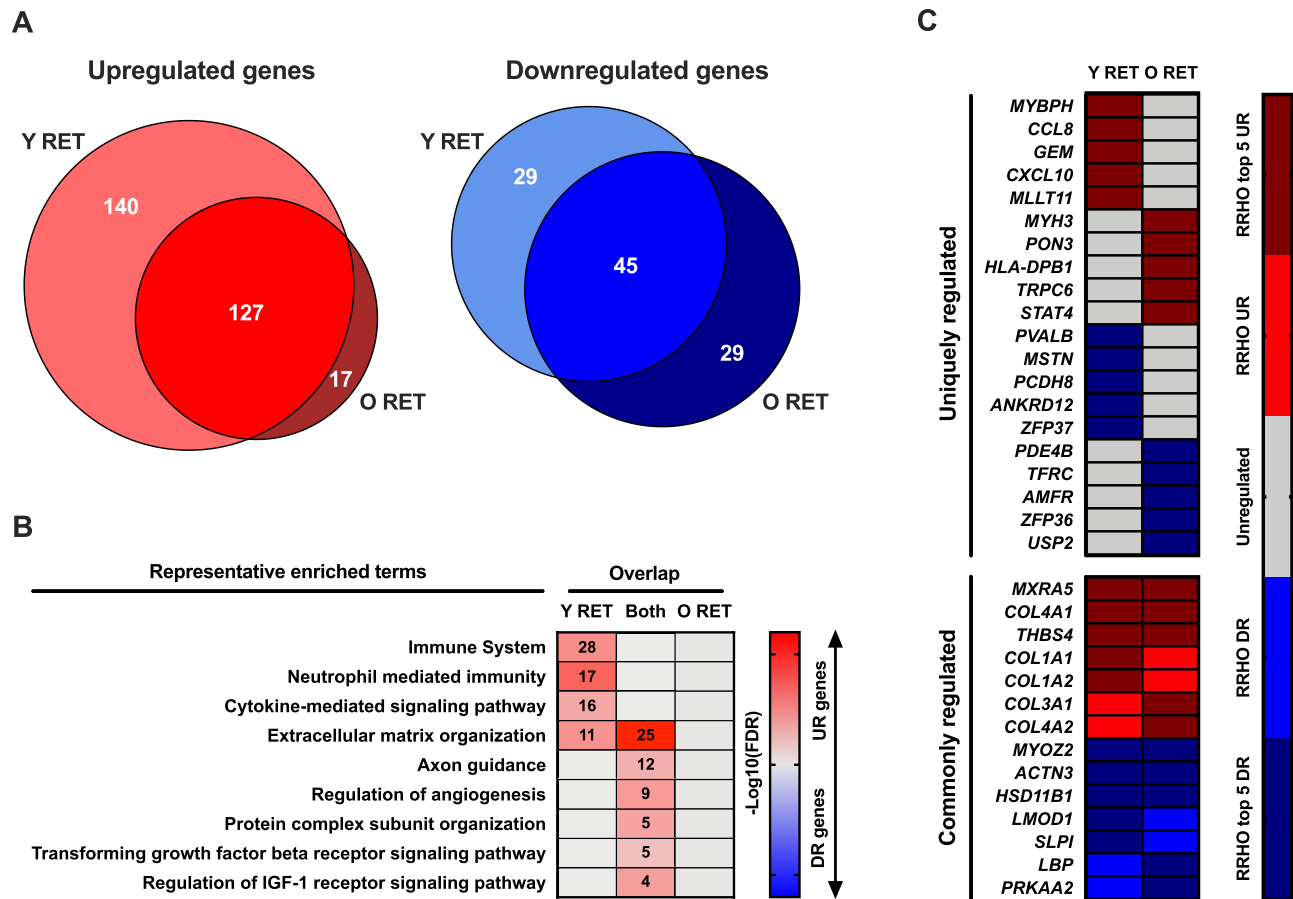 A
Upregulated genes
Downregulated genes
Y RET
140
127
17
O RET
Y RET
29
45
29
O RET
B
Representative enriched terms
Overlap
Y RET Both O RET
Immune System 28
Neutrophil mediated immunity 17
Cytokine-mediated signaling pathway 16
Extracellular matrix organization 11 25
Axon guidance 12
Regulation of angiogenesis 9
Protein complex subunit organization 5
Transforming growth factor beta receptor signaling pathway 5
Regulation of IGF-1 receptor signaling pathway 4
-Log10(FDR)
UR genes
DR genes
C
Y RET O RET
Uniquely regulated
MYBPH
CCL8
GEM
CXCL10
MLLT11
MYH3
PON3
HLA-DPB1
TRPC6
STAT4
PVALB
MSTN
PCDH8
ANKRD12
ZFP37
PDE4B
TFRC
AMFR
ZFP36
USP2
Commonly regulated
MXRA5
COL4A1
THBS4
COL1A1
COL1A2
COL3A1
COL4A2
MYOZ2
ACTN3
HSD11B1
LMOD1
SLPI
LBP
PRKAA2
RRHO top 5 UR
RRHO UR
Unregulated
RRHO DR
RRHO top 5 DR